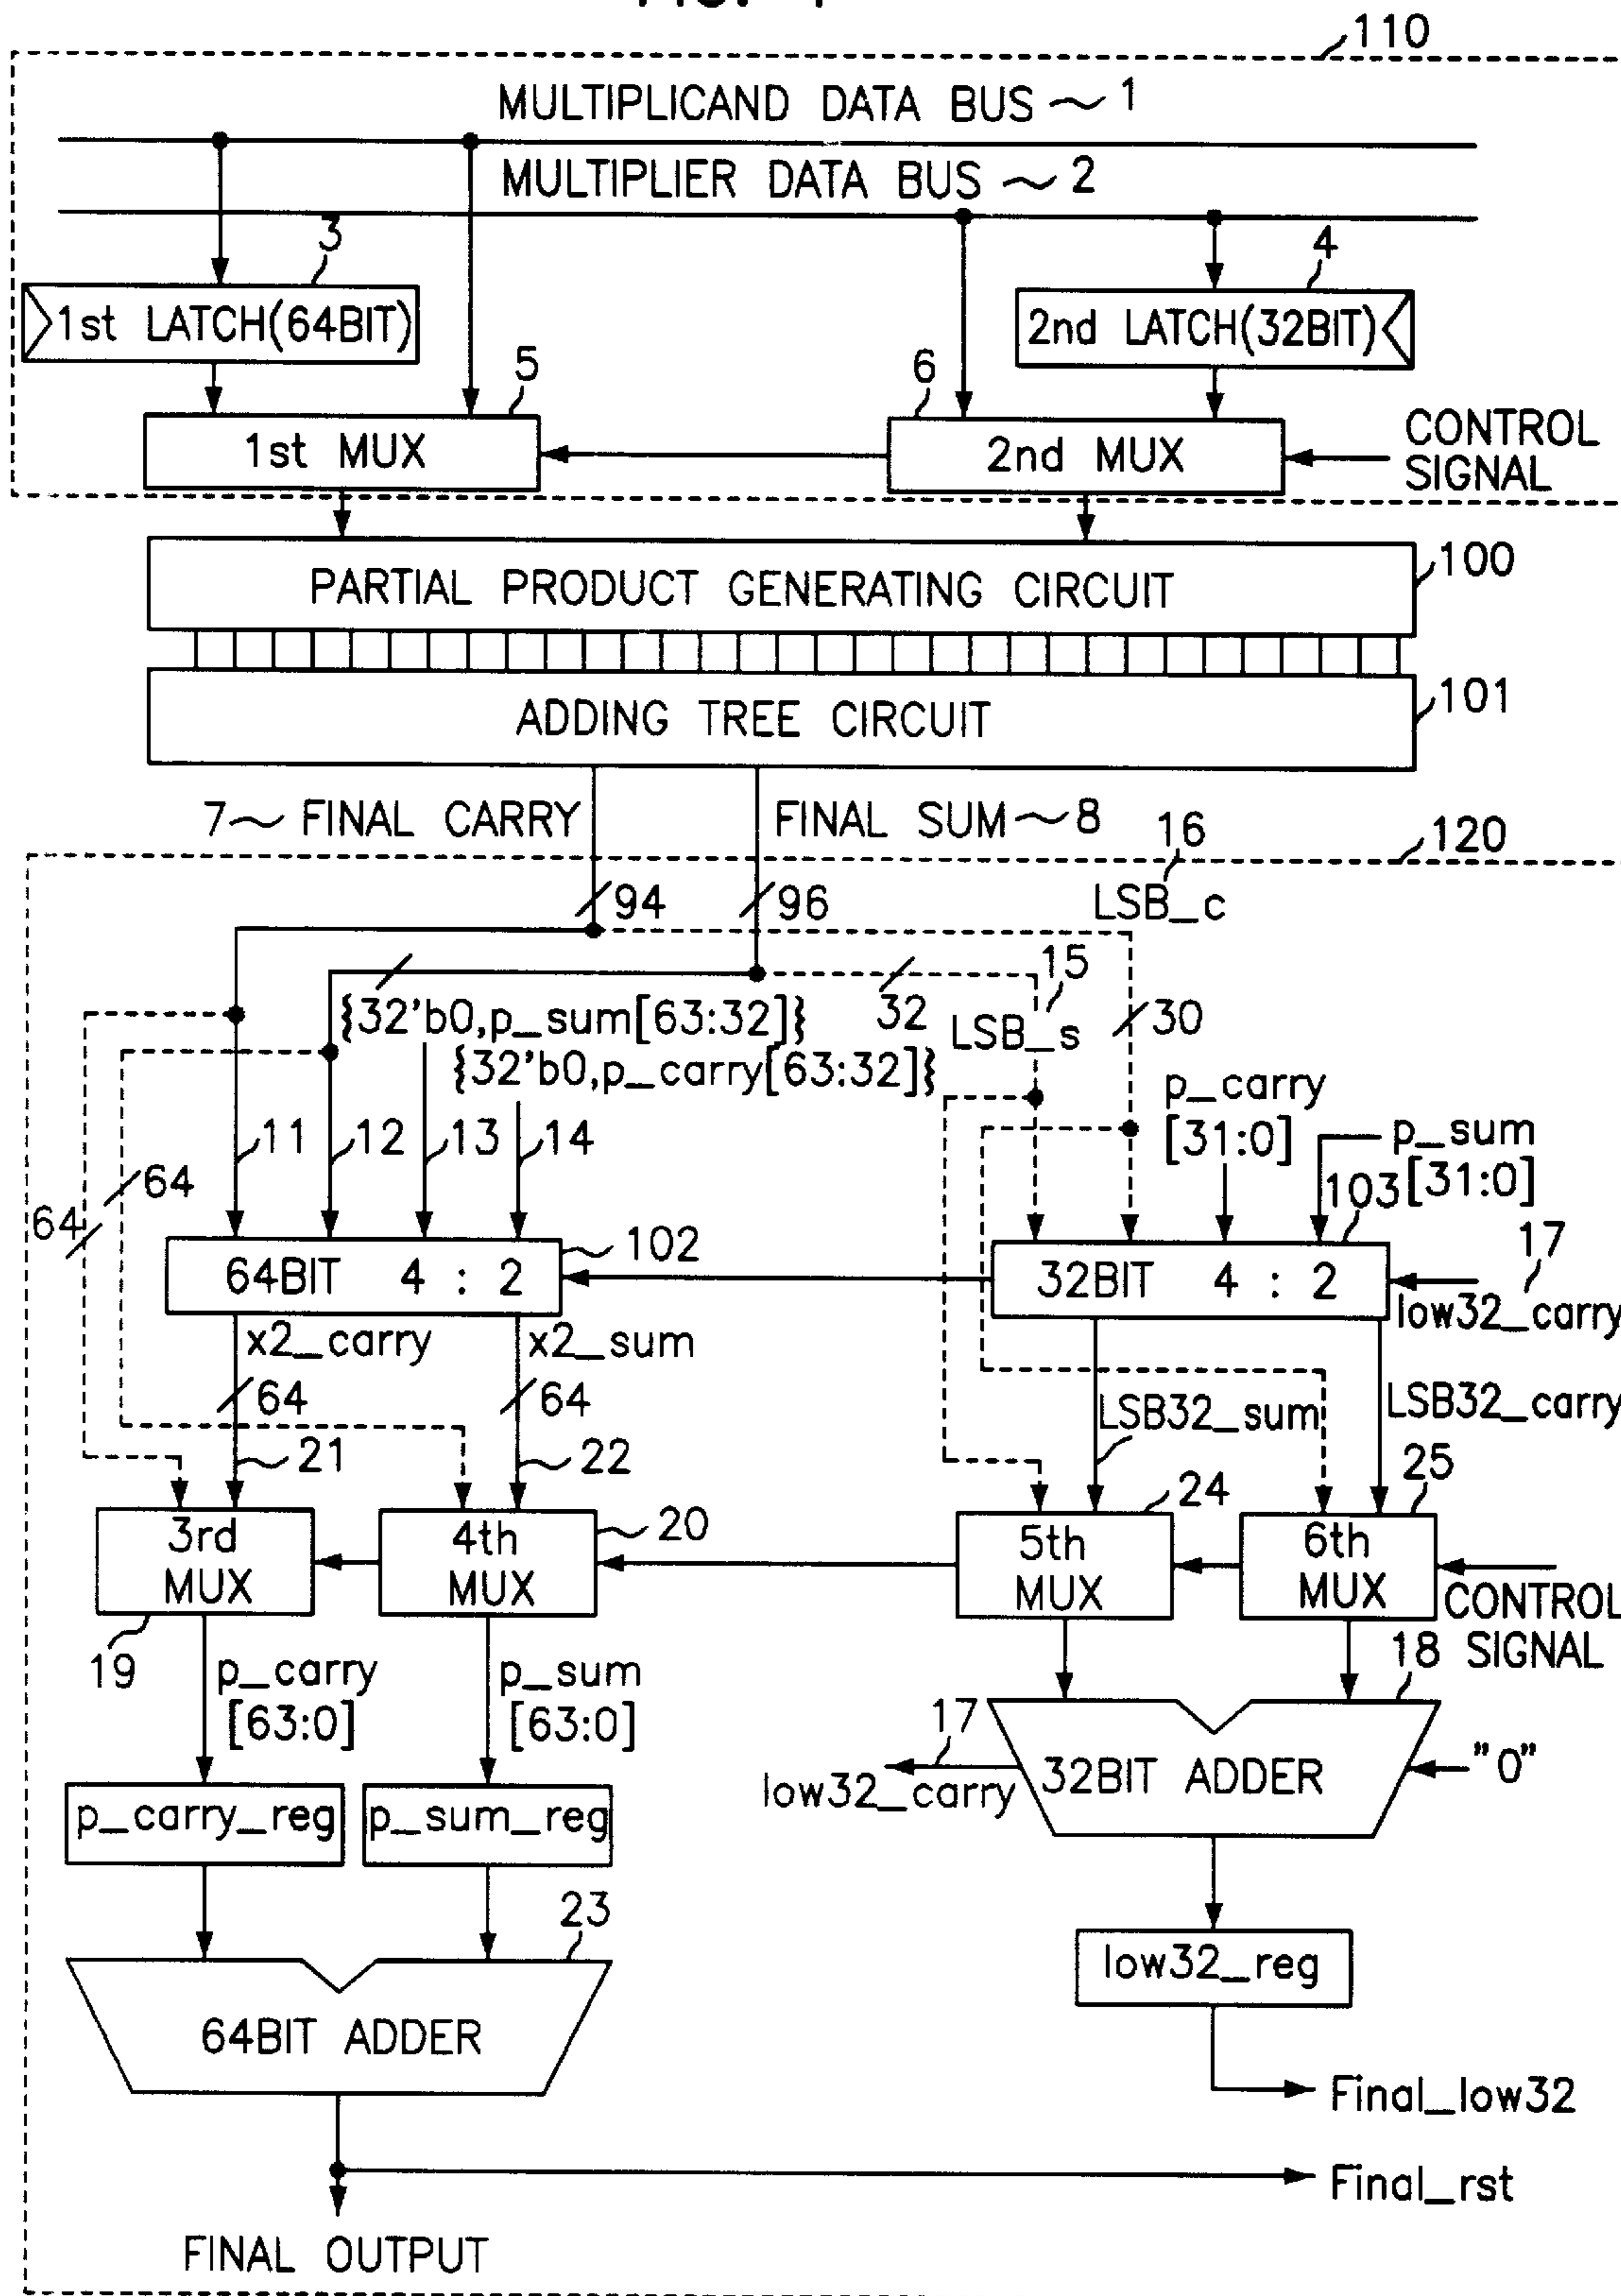 110
MULTIPLICAND DATA BUS 1
MULTIPLIER DATA BUS 2
3
4
1st LATCH(64BIT)
2nd LATCH(32BIT)
5
6
1st MUX
2nd MUX
CONTROL
SIGNAL
PARTIAL PRODUCT GENERATING CIRCUIT
100
ADDING TREE CIRCUIT
101
7 FINAL CARRY
FINAL SUM 8
16
120
94
96
LSB_c
15
{32'b0,p_sum[63:32]}
32
LSB_s
30
{32'b0,p_carry[63:32]}
p_carry
[31:0]
p_sum
[31:0]
11
12
13
14
64
64
103
102
17
64BIT 4 : 2
32BIT 4 : 2
low32_carry
x2_carry
x2_sum
64
64
LSB32_sum
LSB32_carry
21
22
24
25
3rd
MUX
4th
MUX
20
5th
MUX
6th
MUX
CONTROL
SIGNAL
19
p_carry
[63:0]
p_sum
[63:0]
18
17
low32_carry
32BIT ADDER
"0"
p_carry_reg
p_sum_reg
23
low32_reg
64BIT ADDER
Final_low32
Final_rst
FINAL OUTPUT